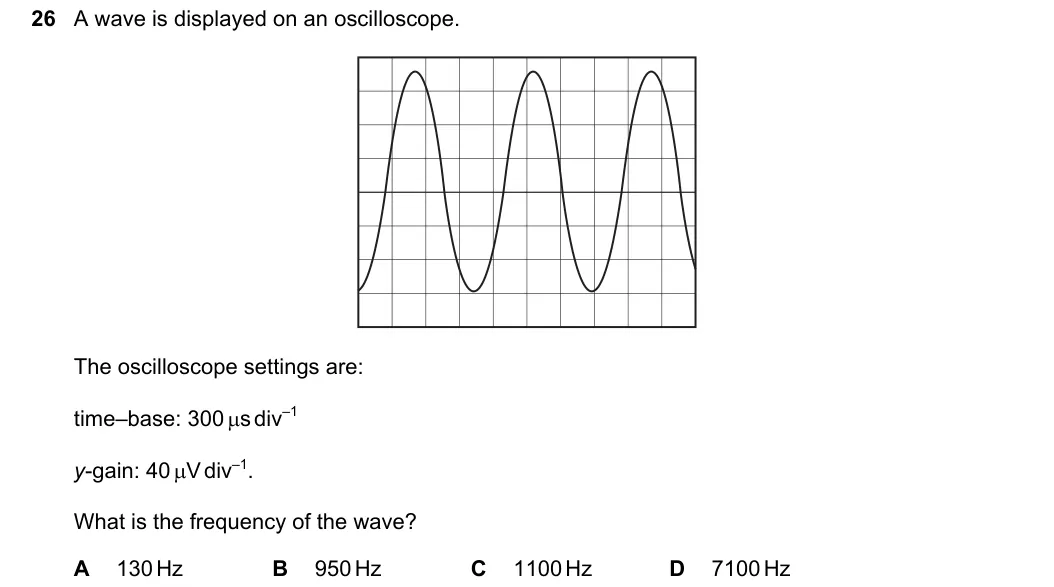 26 A wave is displayed on an oscilloscope.
The oscilloscope settings are:
time–base: 300 μs div⁻¹
y-gain: 40 μV div⁻¹.
What is the frequency of the wave?
A 130 Hz B 950 Hz C 1100 Hz D 7100 Hz